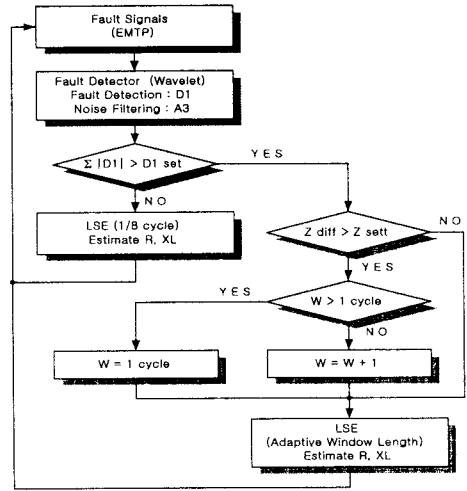 Fault Signals
(EMTP)
Fault Detector (Wavelet)
Fault Detection : D1
Noise Filtering : A3
Σ |D1| > D1 set
YES
NO
LSE (1/8 cycle)
Estimate R, XL
Z diff > Z sett
NO
YES
W > 1 cycle
YES
NO
W = 1 cycle
W = W + 1
LSE
(Adaptive Window Length)
Estimate R, XL